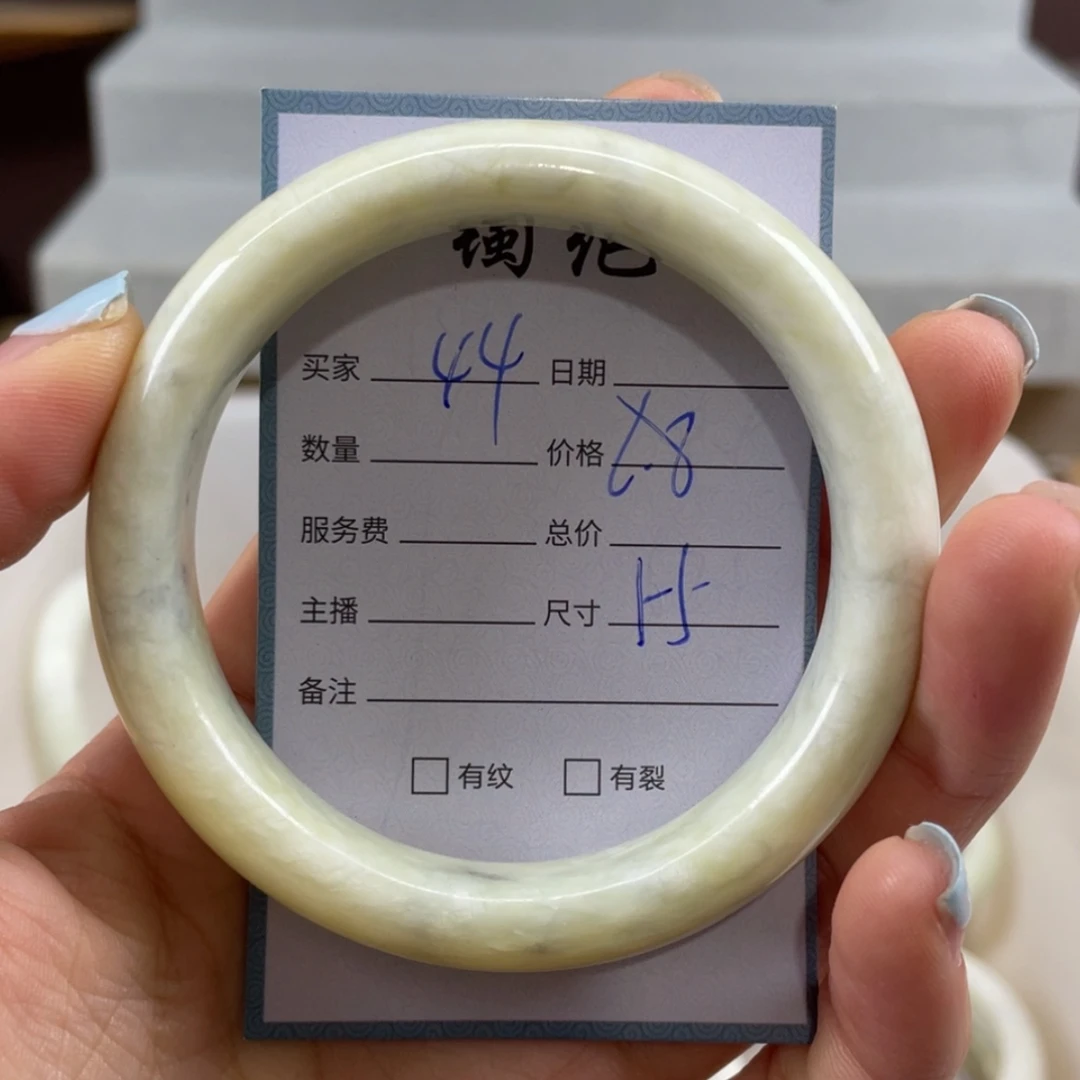 买家 44 日期
数量 价格
服务费 总价
主播 尺寸
备注
□有纹 □有裂